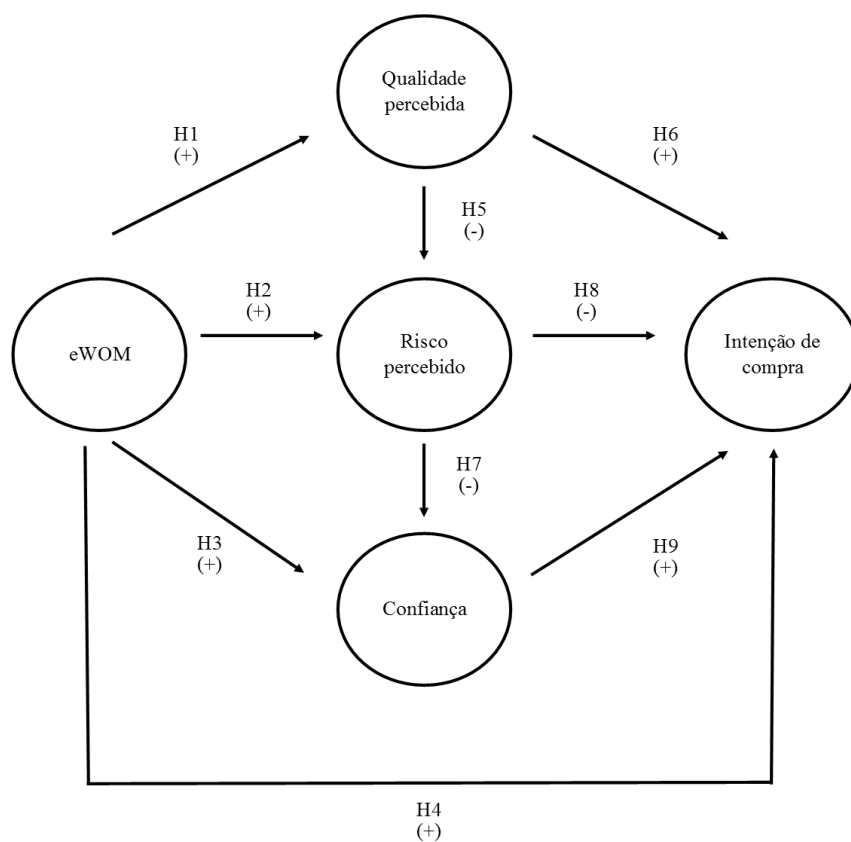 Qualidade
percebida
H1
(+)
H6
(+)
H5
(-)
H2
(+)
H8
(-)
eWOM
Risco
percebido
Intenção de
compra
H7
(-)
H3
(+)
H9
(+)
Confiança
H4
(+)